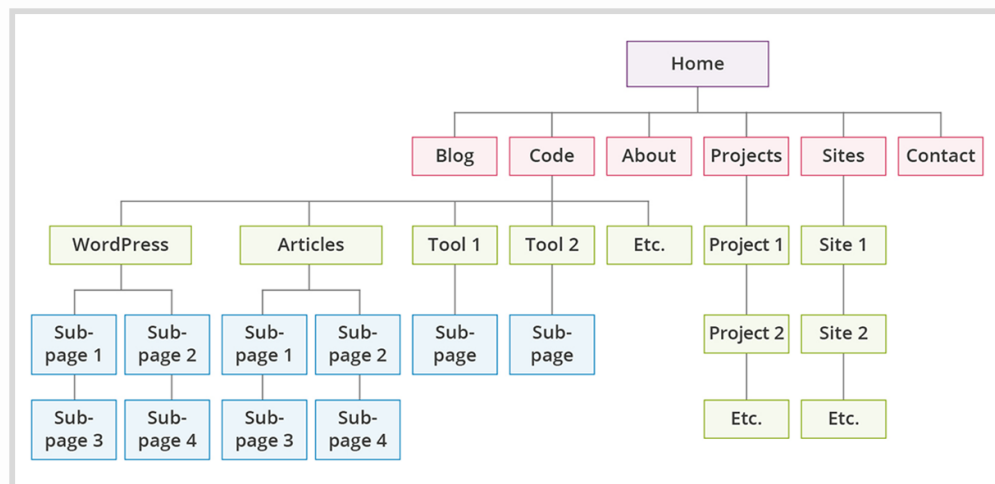 Home
Blog
Code
About
Projects
Sites
Contact
WordPress
Articles
Tool 1
Tool 2
Etc.
Project 1
Site 1
Sub-
page 1
Sub-
page 2
Sub-
page 1
Sub-
page 2
Sub-
page
Sub-
page
Project 2
Site 2
Sub-
page 3
Sub-
page 4
Sub-
page 3
Sub-
page 4
Etc.
Etc.